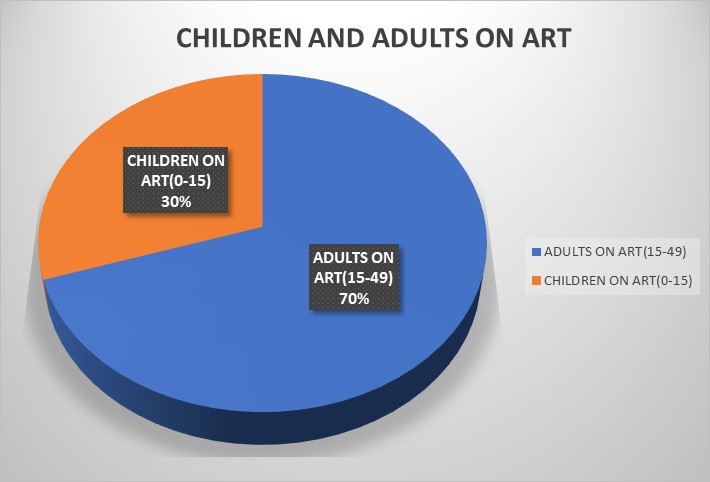 CHILDREN AND ADULTS ON ART
CHILDREN ON
ART(0-15)
30%
ADULTS ON
ART(15-49)
70%
ADULTS ON ART(15-49)
CHILDREN ON ART(0-15)